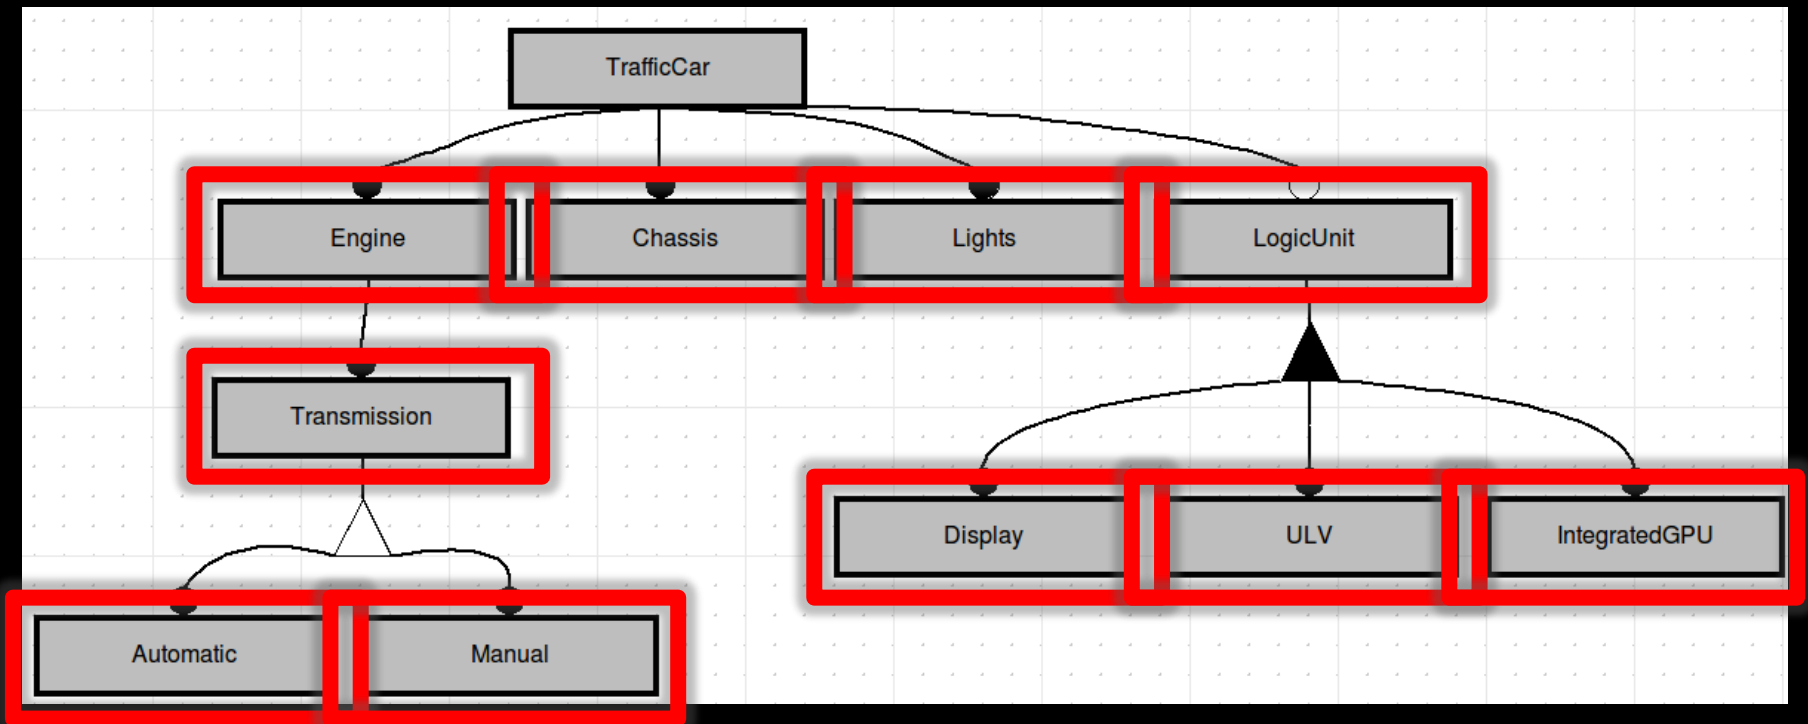 TrafficCar
Engine
Chassis
Lights
LogicUnit
Transmission
Display
ULV
IntegratedGPU
Automatic
Manual